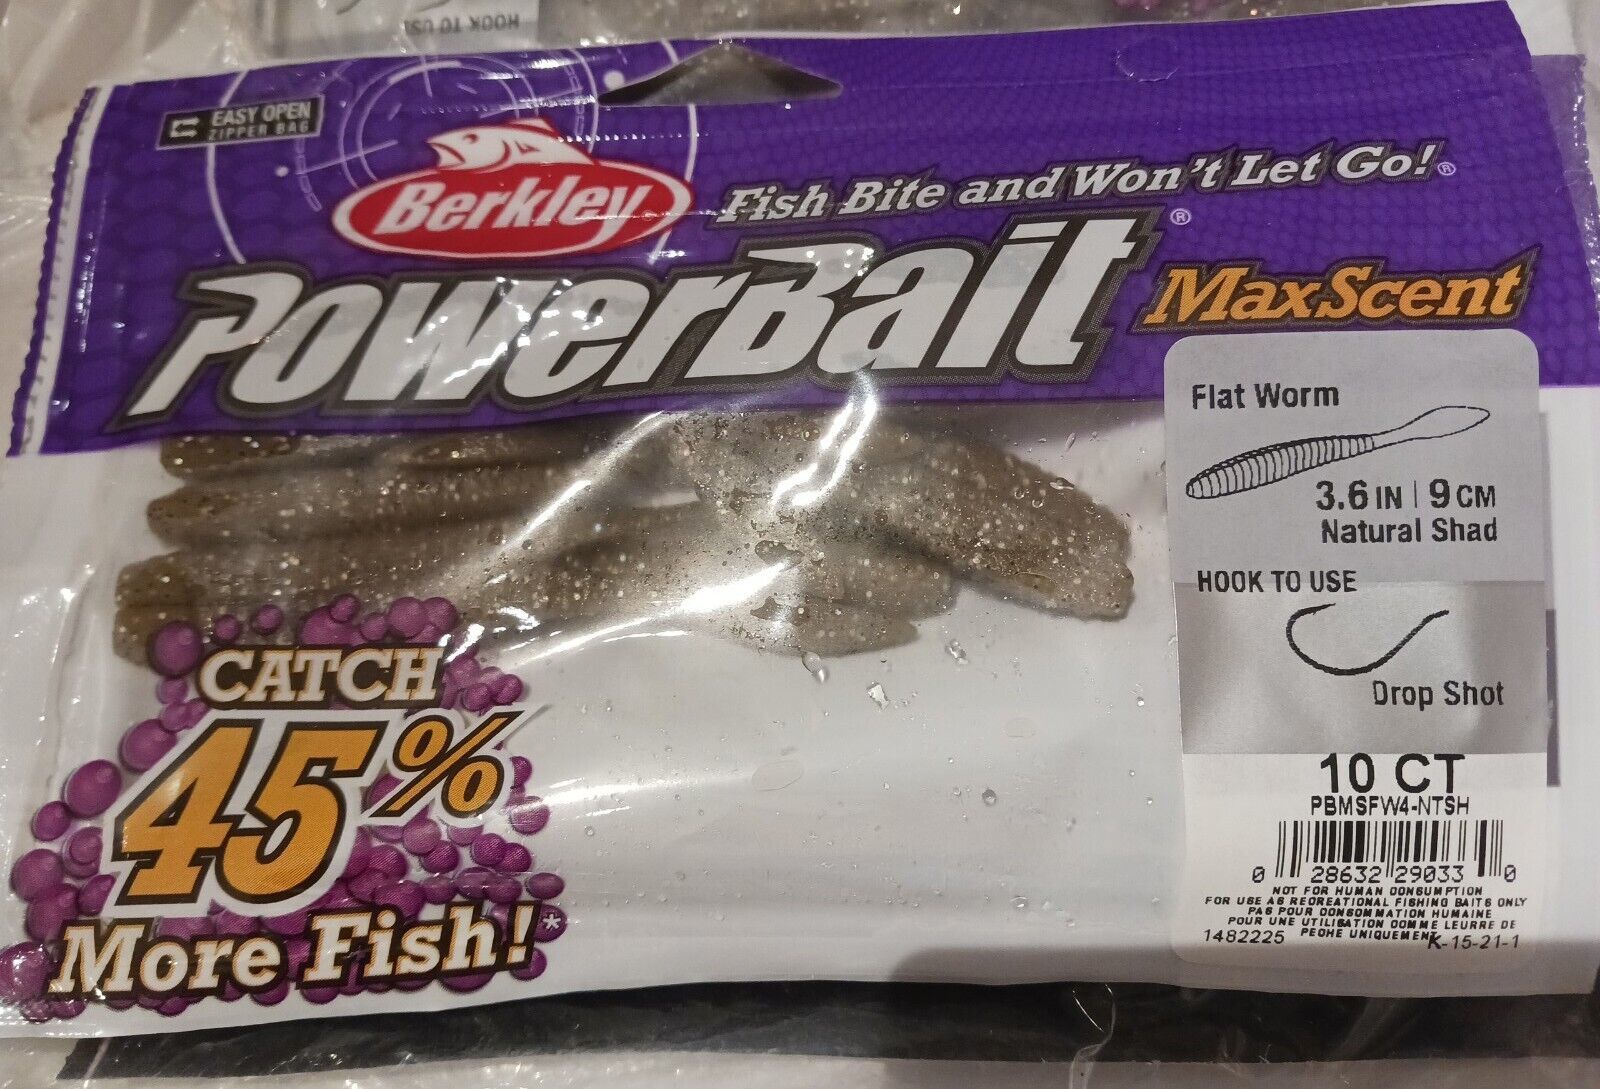 HOOK TO USE
EASY OPEN
ZIPPER BAG
Berkley
Fish Bite and Won't Let Go!®
PowerBait®
MaxScent
Flat Worm
3.6 IN | 9 CM
Natural Shad
HOOK TO USE
Drop Shot
CATCH
45%
More Fish!*
10 CT
PBMSFW4-NTSH
0 28632 29033 0
NOT FOR HUMAN CONSUMPTION
FOR USE AS RECREATIONAL FISHING BAITS ONLY
PAS POUR CONSOMMATION HUMAINE
POUR UNE UTILISATION COMME LEURRE DE
PECHE UNIQUEMENT
1482225
K-15-21-1